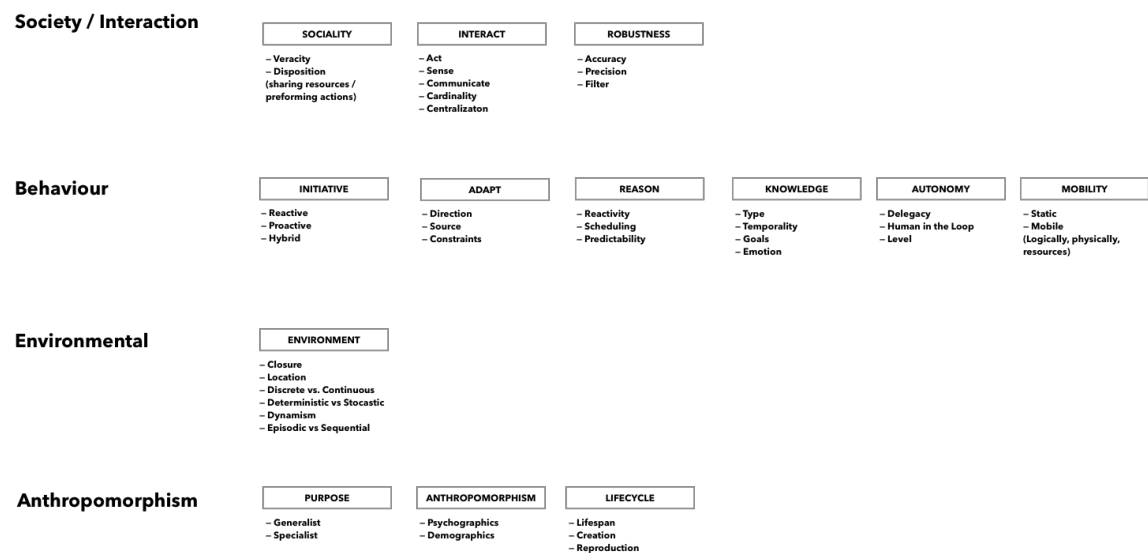 Society / Interaction
SOCIALITY
– Veracity
– Disposition
(sharing resources /
preforming actions)
INTERACT
– Act
– Sense
– Communicate
– Cardinality
– Centralizaton
ROBUSTNESS
– Accuracy
– Precision
– Filter
Behaviour
INITIATIVE
– Reactive
– Proactive
– Hybrid
ADAPT
– Direction
– Source
– Constraints
REASON
– Reactivity
– Scheduling
– Predictability
KNOWLEDGE
– Type
– Temporality
– Goals
– Emotion
AUTONOMY
– Delegacy
– Human in the Loop
– Level
MOBILITY
– Static
– Mobile
(Logically, physically,
resources)
Environmental
ENVIRONMENT
– Closure
– Location
– Discrete vs. Continuous
– Deterministic vs Stocastic
– Dynamism
– Episodic vs Sequential
Anthropomorphism
PURPOSE
– Generalist
– Specialist
ANTHROPOMORPHISM
– Psychographics
– Demographics
LIFECYCLE
– Lifespan
– Creation
– Reproduction